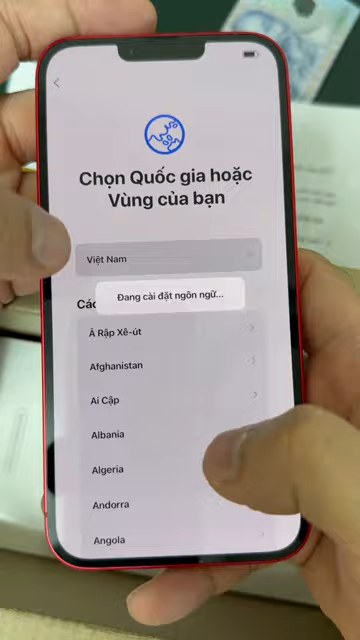 Chọn Quốc gia hoặc
Vùng của bạn
Việt Nam
Đang cài đặt ngôn ngữ...
Các
Ả Rập Xê-út
Afghanistan
Ai Cập
Albania
Algeria
Andorra
Angola